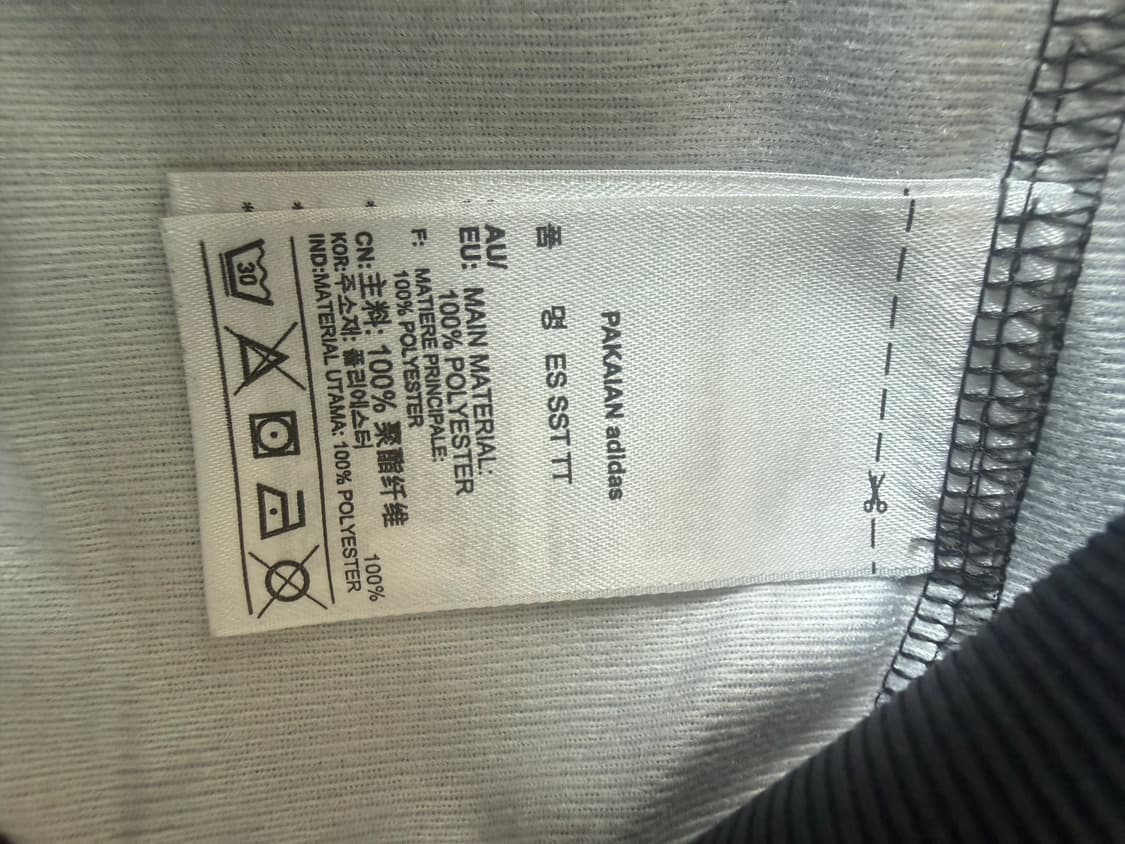 PAKAIAN adidas
품 명 ES SST TT
AU/
EU: MAIN MATERIAL:
100% POLYESTER
F: MATIERE PRINCIPALE:
100% POLYESTER
CN: 主料: 100% 聚酯纤维
KOR: 주소재: 폴리에스터 100%
IND:MATERIAL UTAMA: 100% POLYESTER
30